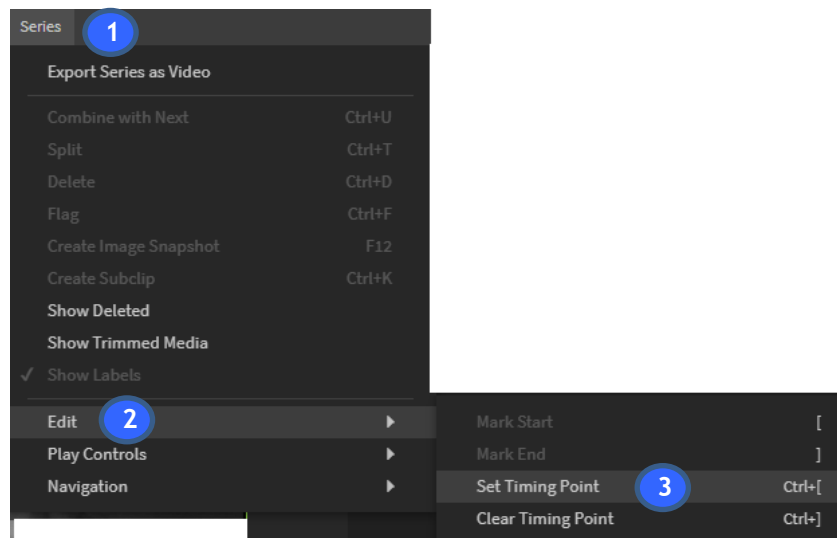 Series 1
Export Series as Video
Combine with Next Ctrl+U
Split Ctrl+T
Delete Ctrl+D
Flag Ctrl+F
Create Image Snapshot F12
Create Subclip Ctrl+K
Show Deleted
Show Trimmed Media
✓ Show Labels
Edit 2
Play Controls
Navigation
Mark Start [
Mark End ]
Set Timing Point 3 Ctrl+[
Clear Timing Point Ctrl+]